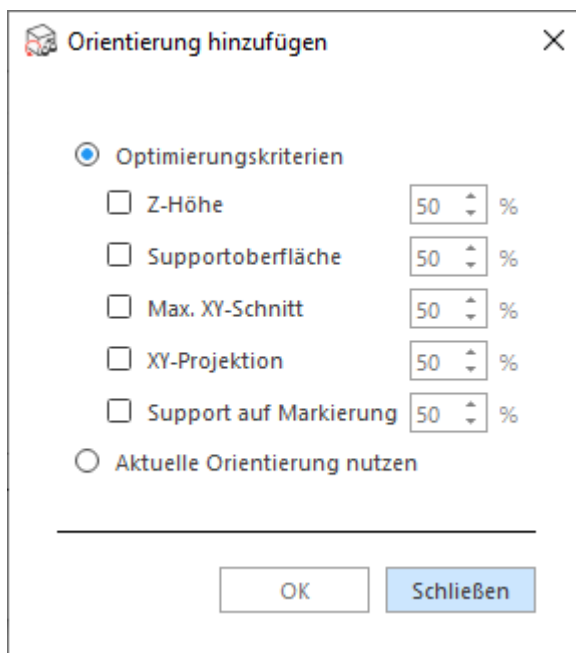 Orientierung hinzufügen
Optimierungskriterien
Z-Höhe 50 %
Supportoberfläche 50 %
Max. XY-Schnitt 50 %
XY-Projektion 50 %
Support auf Markierung 50 %
Aktuelle Orientierung nutzen
OK Schließen